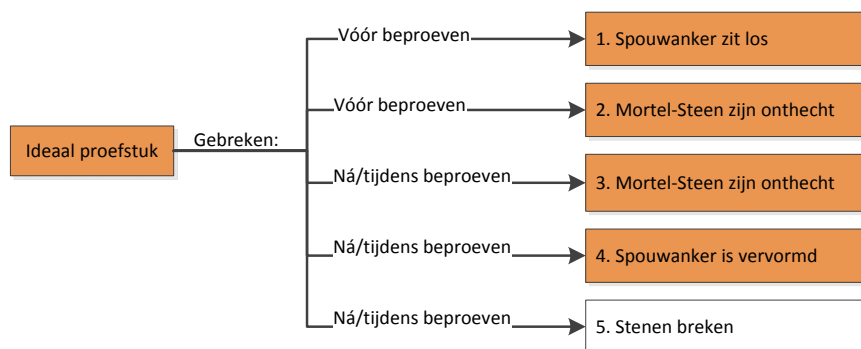 Vóór beproeven
1. Spouwanker zit los
Vóór beproeven
2. Mortel-Steen zijn onthecht
Ideaal proefstuk
Gebreken:
Ná/tijdens beproeven
3. Mortel-Steen zijn onthecht
Ná/tijdens beproeven
4. Spouwanker is vervormd
Ná/tijdens beproeven
5. Stenen breken